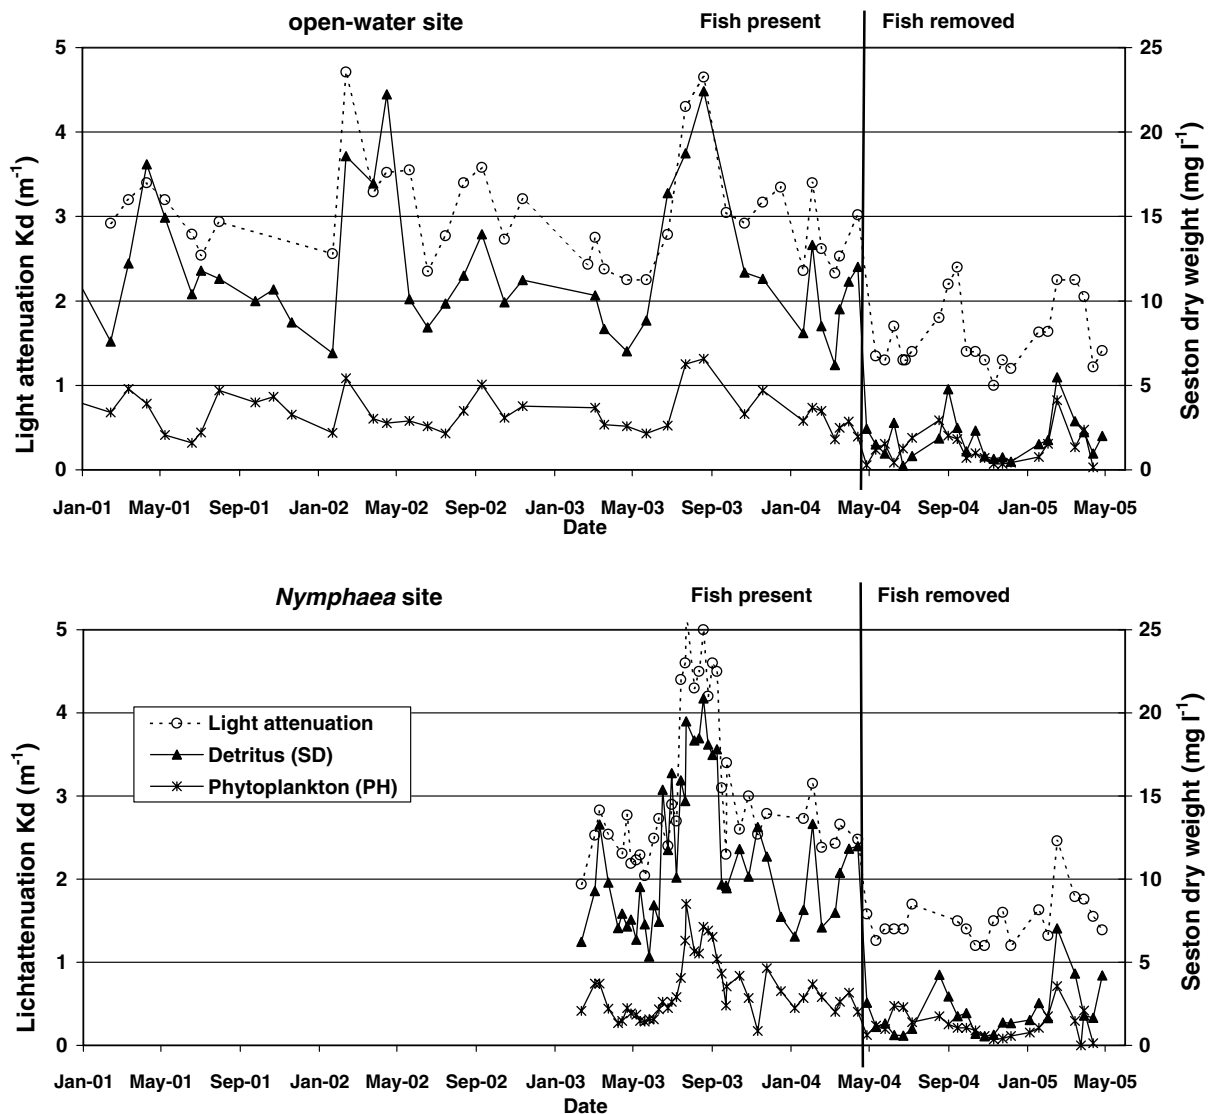 open-water site Fish present Fish removed
5 25
4 20
3 15
2 10
1 5
0 0
Light attenuation Kd (m-1)
Seston dry weight (mg l-1)
Jan-01 May-01 Sep-01 Jan-02 May-02 Sep-02 Jan-03 May-03 Sep-03 Jan-04 May-04 Sep-04 Jan-05 May-05
Date
Nymphaea site Fish present Fish removed
5 25
4 20
3 15
2 10
1 5
0 0
Lichtattenuation Kd (m-1)
Seston dry weight (mg l-1)
Light attenuation
Detritus (SD)
Phytoplankton (PH)
Jan-01 May-01 Sep-01 Jan-02 May-02 Sep-02 Jan-03 May-03 Sep-03 Jan-04 May-04 Sep-04 Jan-05 May-05
Date